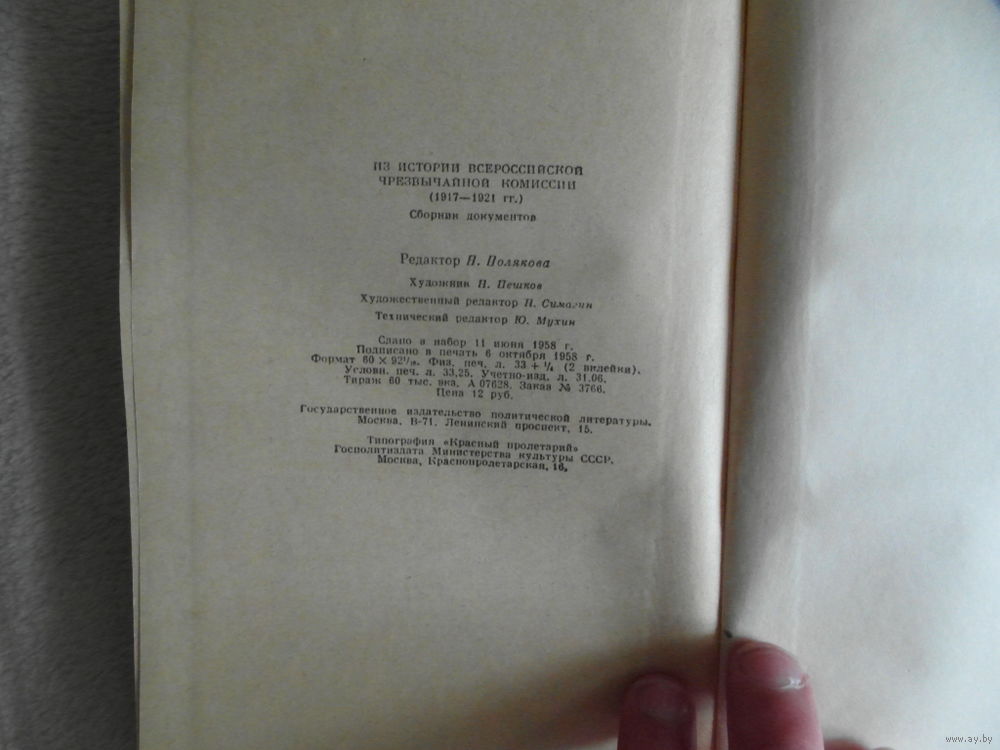 ИЗ ИСТОРИИ ВСЕРОССИЙСКОЙ
ЧРЕЗВЫЧАЙНОЙ КОМИССИИ
(1917—1921 гг.)
Сборник документов
Редактор П. Полякова
Художник Н. Пешков
Художественный редактор Н. Симагин
Технический редактор Ю. Мухин
Сдано в набор 11 июня 1958 г.
Подписано в печать 6 октября 1958 г.
Формат 60 × 92 1/16. Физ. печ. л. 33 + 1/4 (2 вклейки).
Условн. печ. л. 33,25. Учетно-изд. л. 31,06.
Тираж 60 тыс. экз. А 07628. Заказ № 3766.
Цена 12 руб.
Государственное издательство политической литературы.
Москва, В-71, Ленинский проспект, 15.
Типография «Красный пролетарий»
Госполитиздата Министерства культуры СССР.
Москва, Краснопролетарская, 16.
www.ay.by